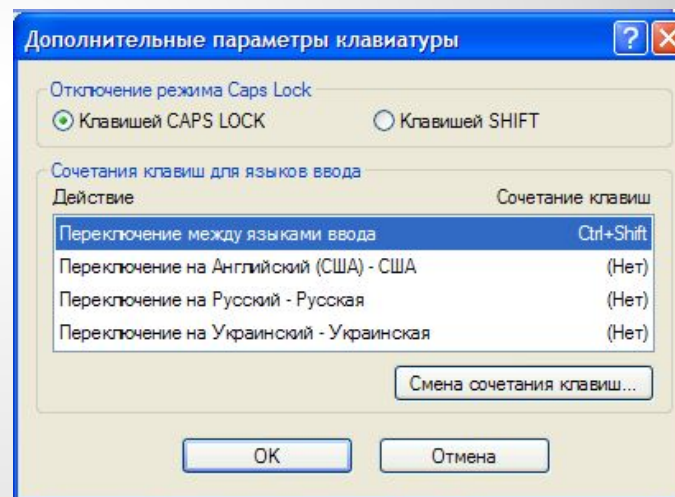 Дополнительные параметры клавиатуры
Отключение режима Caps Lock
Клавишей CAPS LOCK Клавишей SHIFT
Сочетания клавиш для языков ввода
Действие Сочетание клавиш
Переключение между языками ввода Ctrl+Shift
Переключение на Английский (США) - США (Нет)
Переключение на Русский - Русская (Нет)
Переключение на Украинский - Украинская (Нет)
Смена сочетания клавиш...
OK Отмена